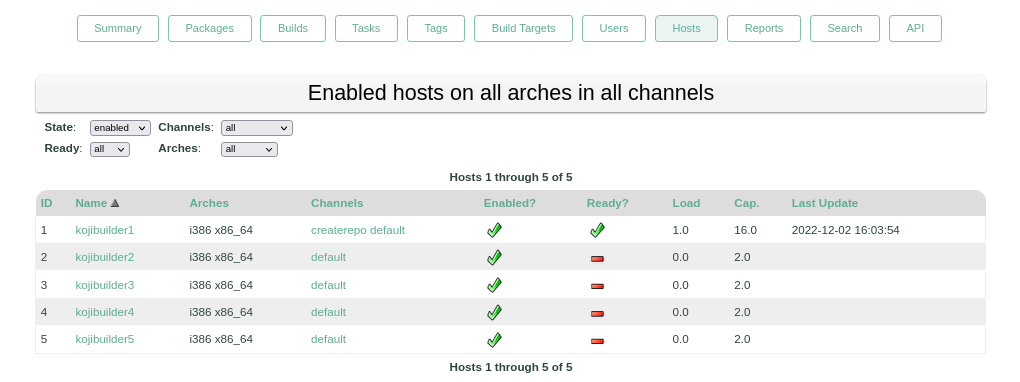 Summary Packages Builds Tasks Tags Build Targets Users Hosts Reports Search API
Enabled hosts on all arches in all channels
State: enabled Channels: all
Ready: all Arches: all
Hosts 1 through 5 of 5
ID Name Arches Channels Enabled? Ready? Load Cap. Last Update
1 kojibuilder1 i386 x86_64 createrepo default 1.0 16.0 2022-12-02 16:03:54
2 kojibuilder2 i386 x86_64 default 0.0 2.0
3 kojibuilder3 i386 x86_64 default 0.0 2.0
4 kojibuilder4 i386 x86_64 default 0.0 2.0
5 kojibuilder5 i386 x86_64 default 0.0 2.0
Hosts 1 through 5 of 5